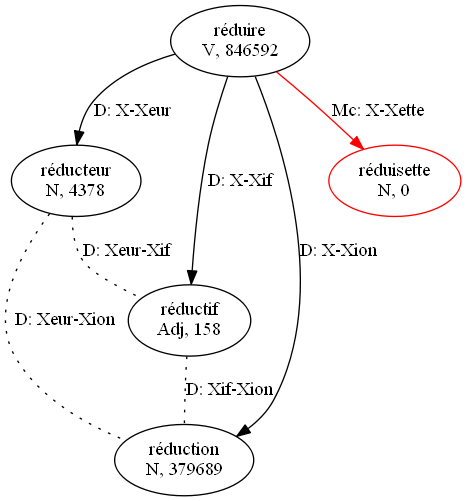 réduire
V, 846592
D: X-Xeur
Mc: X-Xette
réducteur
N, 4378
D: X-Xif
réduisette
N, 0
D: Xeur-Xif
D: X-Xion
D: Xeur-Xion
réductif
Adj, 158
D: Xif-Xion
réduction
N, 379689